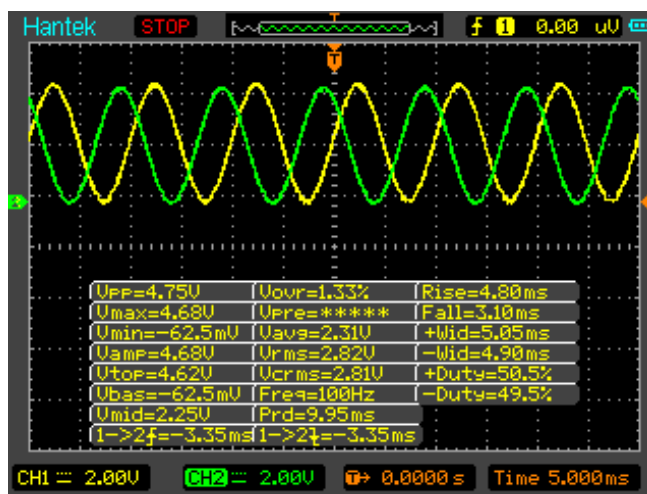 Hantek STOP T f 1 0.00 uV
T
Vpp=4.75V Vovr=1.33% Rise=4.80ms
Vmax=4.68V Vpre=***** Fall=3.10ms
Vmin=-62.5mV Vavg=2.31V +Wid=5.05ms
Vamp=4.68V Vrms=2.82V -Wid=4.90ms
Vtop=4.62V Vcrms=2.81V +Duty=50.5%
Vbas=-62.5mV Freq=100Hz -Duty=49.5%
Vmid=2.25V Prd=9.95ms
1->2f=-3.35ms 1->2ꞎ=-3.35ms
CH1 2.00V CH2 2.00V T→ 0.0000 s Time 5.000ms